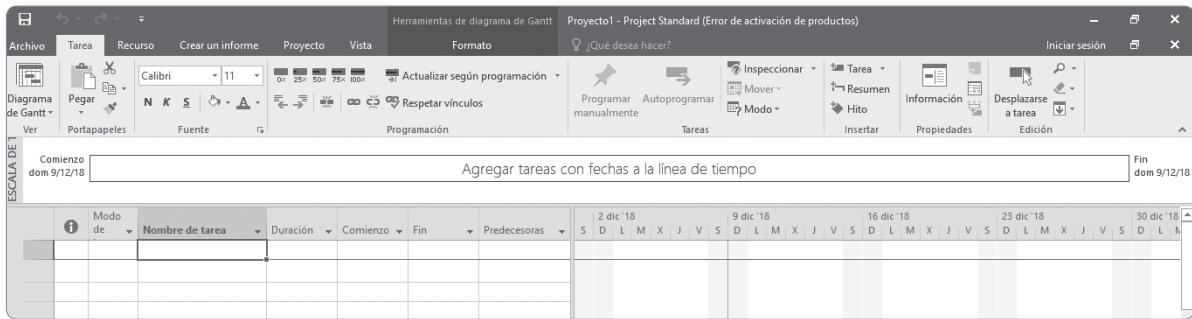 Herramientas de diagrama de Gantt Proyecto1 - Project Standard (Error de activación de productos)
Archivo Tarea Recurso Crear un informe Proyecto Vista Formato ¿Qué desea hacer? Iniciar sesión
Diagrama de Gantt
Ver
Pegar
Portapapeles
Calibri 11
N K S A
Fuente
0× 25× 50× 75× 100×
Actualizar según programación
Respetar vínculos
Programación
Programar manualmente
Autoprogramar
Inspeccionar
Mover
Modo
Tareas
Tarea
Resumen
Hito
Insertar
Información
Propiedades
Desplazarse a tarea
Edición
ESCALA DE
Comienzo
dom 9/12/18
Agregar tareas con fechas a la línea de tiempo
Fin
dom 9/12/18
Modo de
Nombre de tarea Duración Comienzo Fin Predecesoras
2 dic '18 9 dic '18 16 dic '18 23 dic '18 30 dic '18
S D L M X J V S D L M X J V S D L M X J V S D L M X J V S D L M